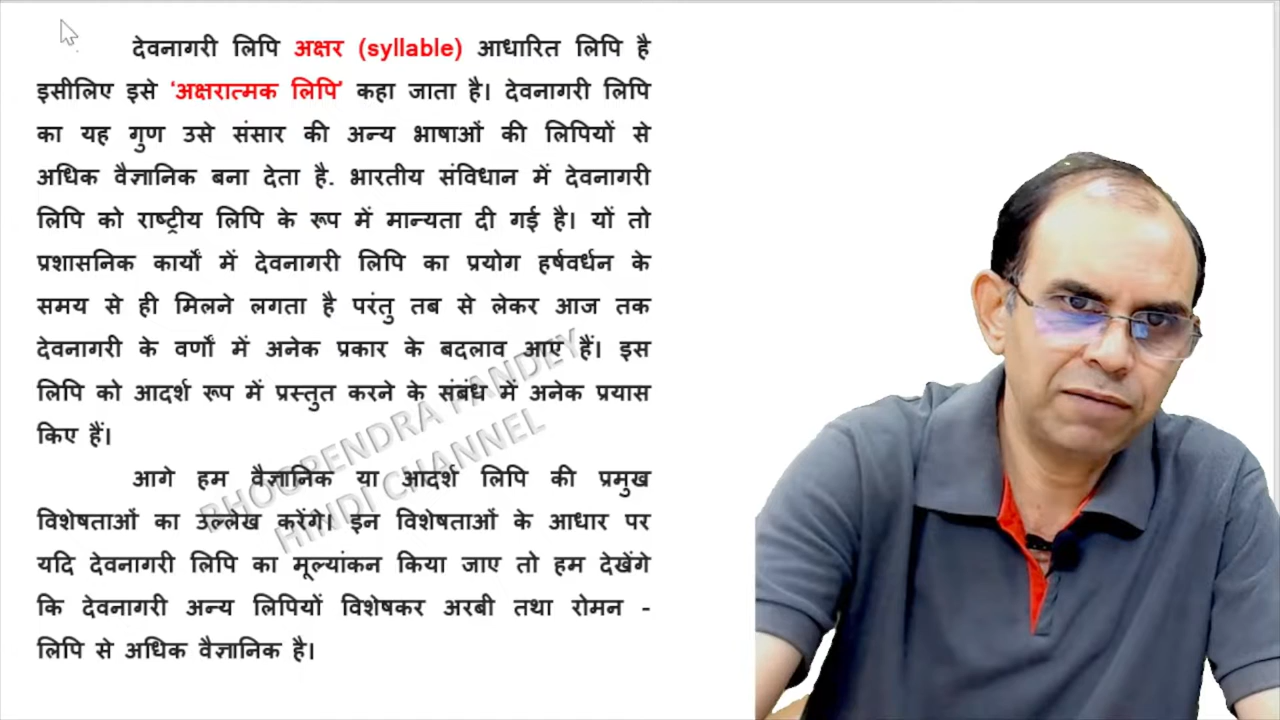 देवनागरी लिपि अक्षर (syllable) आधारित लिपि है
इसीलिए इसे ‘अक्षरात्मक लिपि’ कहा जाता है। देवनागरी लिपि
का यह गुण उसे संसार की अन्य भाषाओं की लिपियों से
अधिक वैज्ञानिक बना देता है. भारतीय संविधान में देवनागरी
लिपि को राष्ट्रीय लिपि के रूप में मान्यता दी गई है। यों तो
प्रशासनिक कार्यों में देवनागरी लिपि का प्रयोग हर्षवर्धन के
समय से ही मिलने लगता है परंतु तब से लेकर आज तक
देवनागरी के वर्णों में अनेक प्रकार के बदलाव आए हैं। इस
लिपि को आदर्श रूप में प्रस्तुत करने के संबंध में अनेक प्रयास
किए हैं।
आगे हम वैज्ञानिक या आदर्श लिपि की प्रमुख
विशेषताओं का उल्लेख करेंगे। इन विशेषताओं के आधार पर
यदि देवनागरी लिपि का मूल्यांकन किया जाए तो हम देखेंगे
कि देवनागरी अन्य लिपियों विशेषकर अरबी तथा रोमन -
लिपि से अधिक वैज्ञानिक है।
BHOOPENDRA PANDEY
HINDI CHANNEL